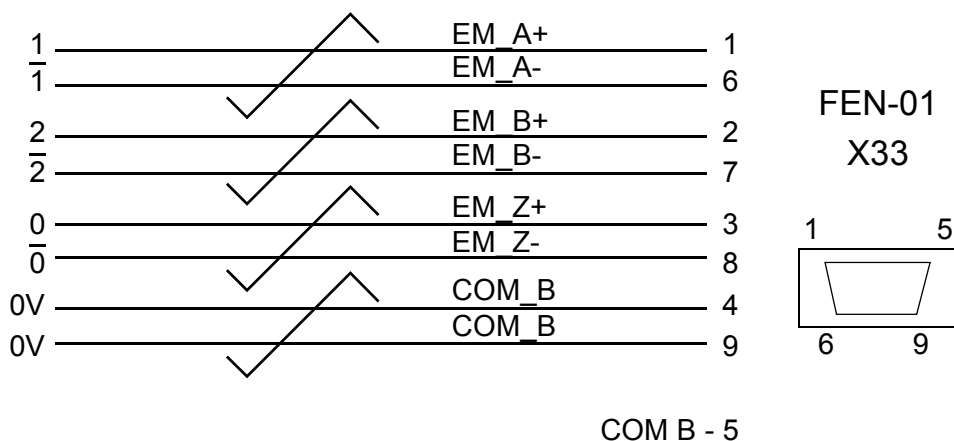 1 EM_A+ 1
1̅ EM_A- 6
2 EM_B+ 2
2̅ EM_B- 7
0 EM_Z+ 3
0̅ EM_Z- 8
0V COM_B 4
0V COM_B 9
FEN-01
X33
1 5
6 9
COM B - 5